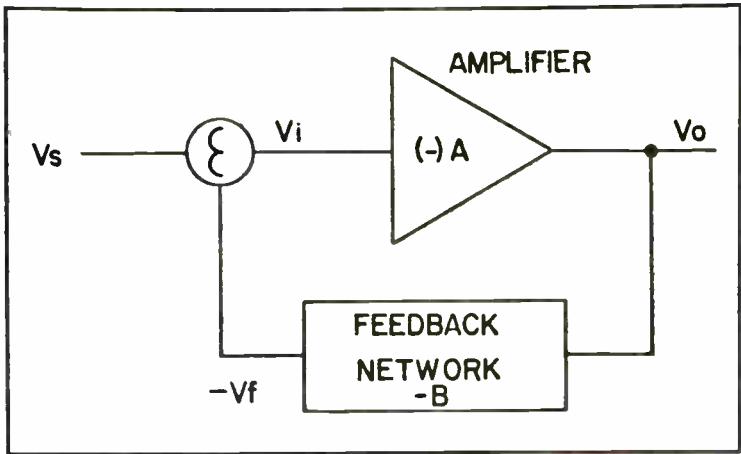 AMPLIFIER
Vs
Σ
Vi
(-) A
Vo
FEEDBACK
NETWORK
-B
-Vf